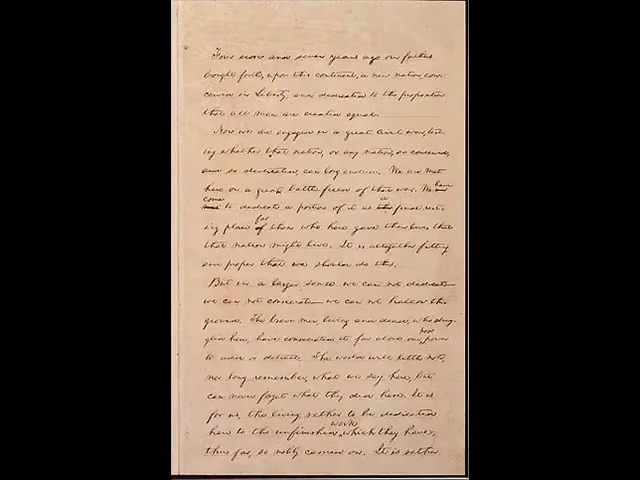 Four score and seven years ago our fathers
brought forth, upon this continent, a new nation, con-
ceived in Liberty, and dedicated to the proposition
that all men are created equal.
Now we are engaged in a great civil war, test-
ing whether that nation, or any nation, so conceived,
and so dedicated, can long endure. We are met
here on a great battle-field of that war. We have
come
to dedicate a portion of it as a final rest-
ing place for those who here gave their lives that
that nation might live. It is altogether fitting
and proper that we should do this.
But in a larger sense we can not dedicate—
we can not consecrate—we can not hallow this
ground. The brave men, living and dead, who strug-
gled here, have consecrated it far above our poor power
to add or detract. The world will little note,
nor long remember, what we say here, but
can never forget what they did here. It is
for us, the living, rather to be dedicated
here to the unfinished work which they have,
thus far, so nobly carried on. It is rather